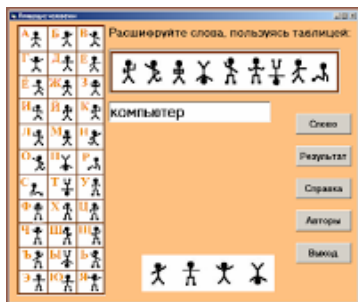 Пляшущие человечки
Расшифруйте слова, пользуясь таблицей:
А Б В
Г Д Е
Ё Ж З
И Й К
Л М Н
О П Р
С Т У
Ф Х Ц
Ч Ш Щ
Ъ Ы Ь
Э Ю Я
компьютер
Слово
Результат
Справка
Авторы
Выход